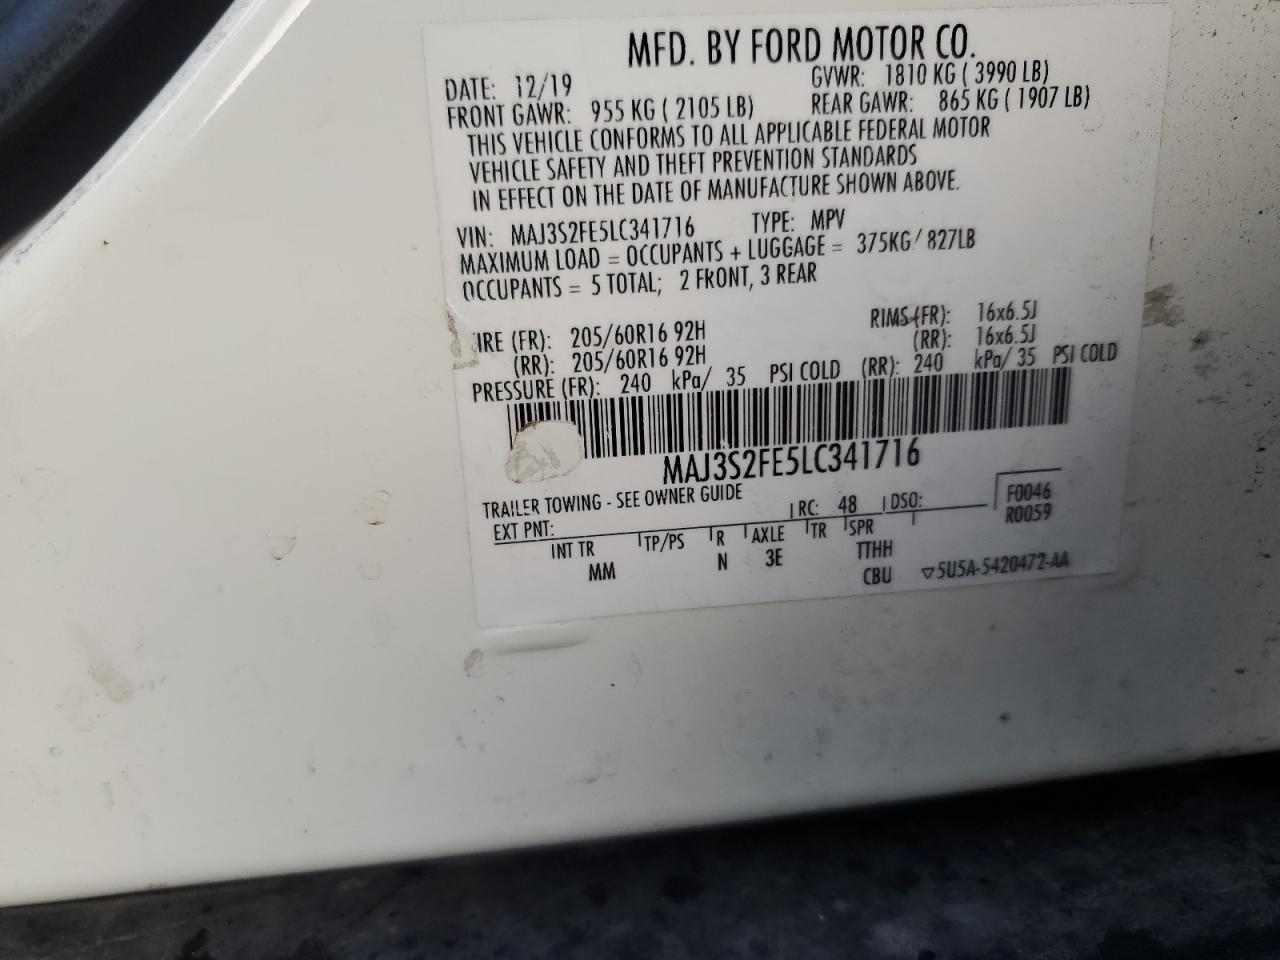 MFD. BY FORD MOTOR CO.
DATE: 12/19 GVWR: 1810 KG ( 3990 LB)
FRONT GAWR: 955 KG ( 2105 LB) REAR GAWR: 865 KG ( 1907 LB)
THIS VEHICLE CONFORMS TO ALL APPLICABLE FEDERAL MOTOR
VEHICLE SAFETY AND THEFT PREVENTION STANDARDS
IN EFFECT ON THE DATE OF MANUFACTURE SHOWN ABOVE.
VIN: MAJ3S2FE5LC341716 TYPE: MPV
MAXIMUM LOAD = OCCUPANTS + LUGGAGE = 375KG/ 827LB
OCCUPANTS = 5 TOTAL; 2 FRONT, 3 REAR
IRE (FR): 205/60R16 92H RIMS (FR): 16x6.5J
(RR): 205/60R16 92H (RR): 16x6.5J
PRESSURE (FR): 240 kPa/ 35 PSI COLD (RR): 240 kPa/ 35 PSI COLD
MAJ3S2FE5LC341716
TRAILER TOWING - SEE OWNER GUIDE
EXT PNT: RC: 48 DSO: F0046
R0059
INT TR TP/PS R AXLE TR SPR
MM N 3E TTHH
CBU ▽5U5A-5420472-AA